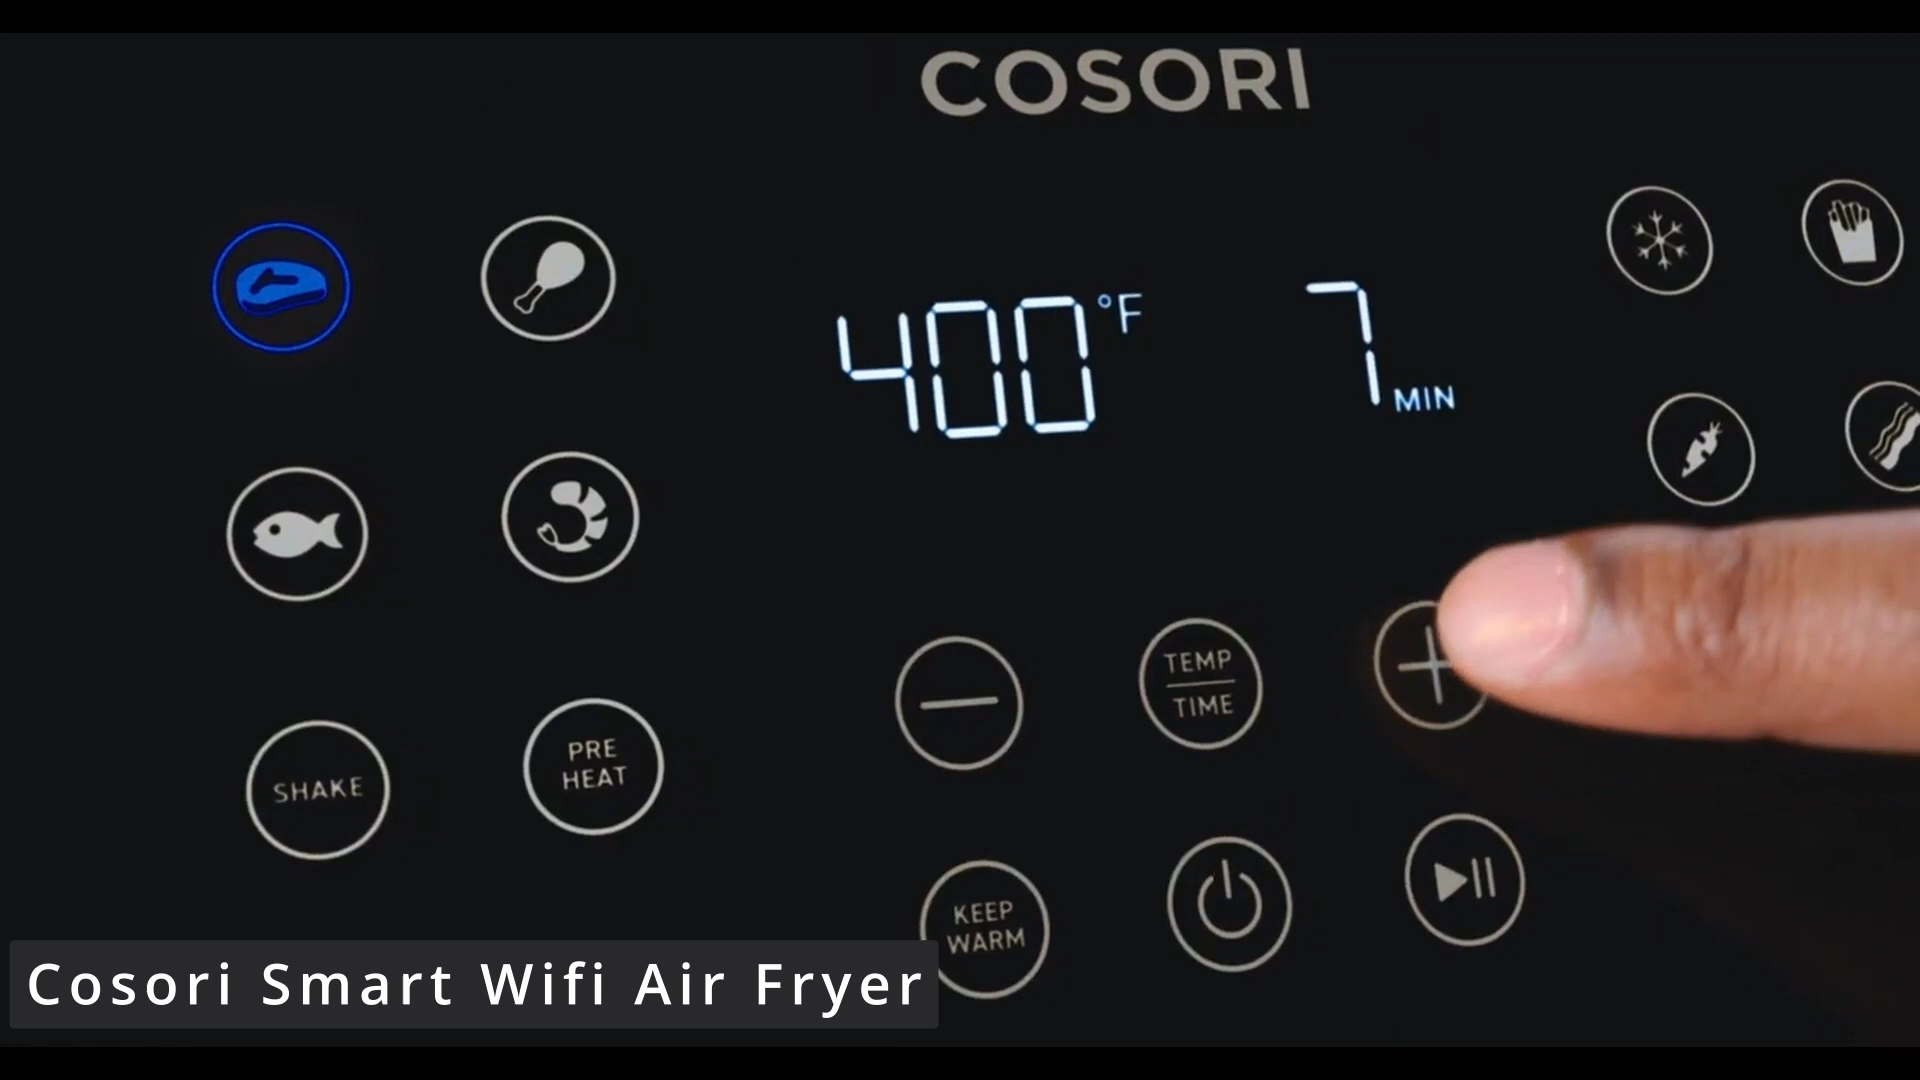 COSORI
400 °F 7 MIN
TEMP
TIME
PRE
HEAT
SHAKE
KEEP
WARM
Cosori Smart Wifi Air Fryer